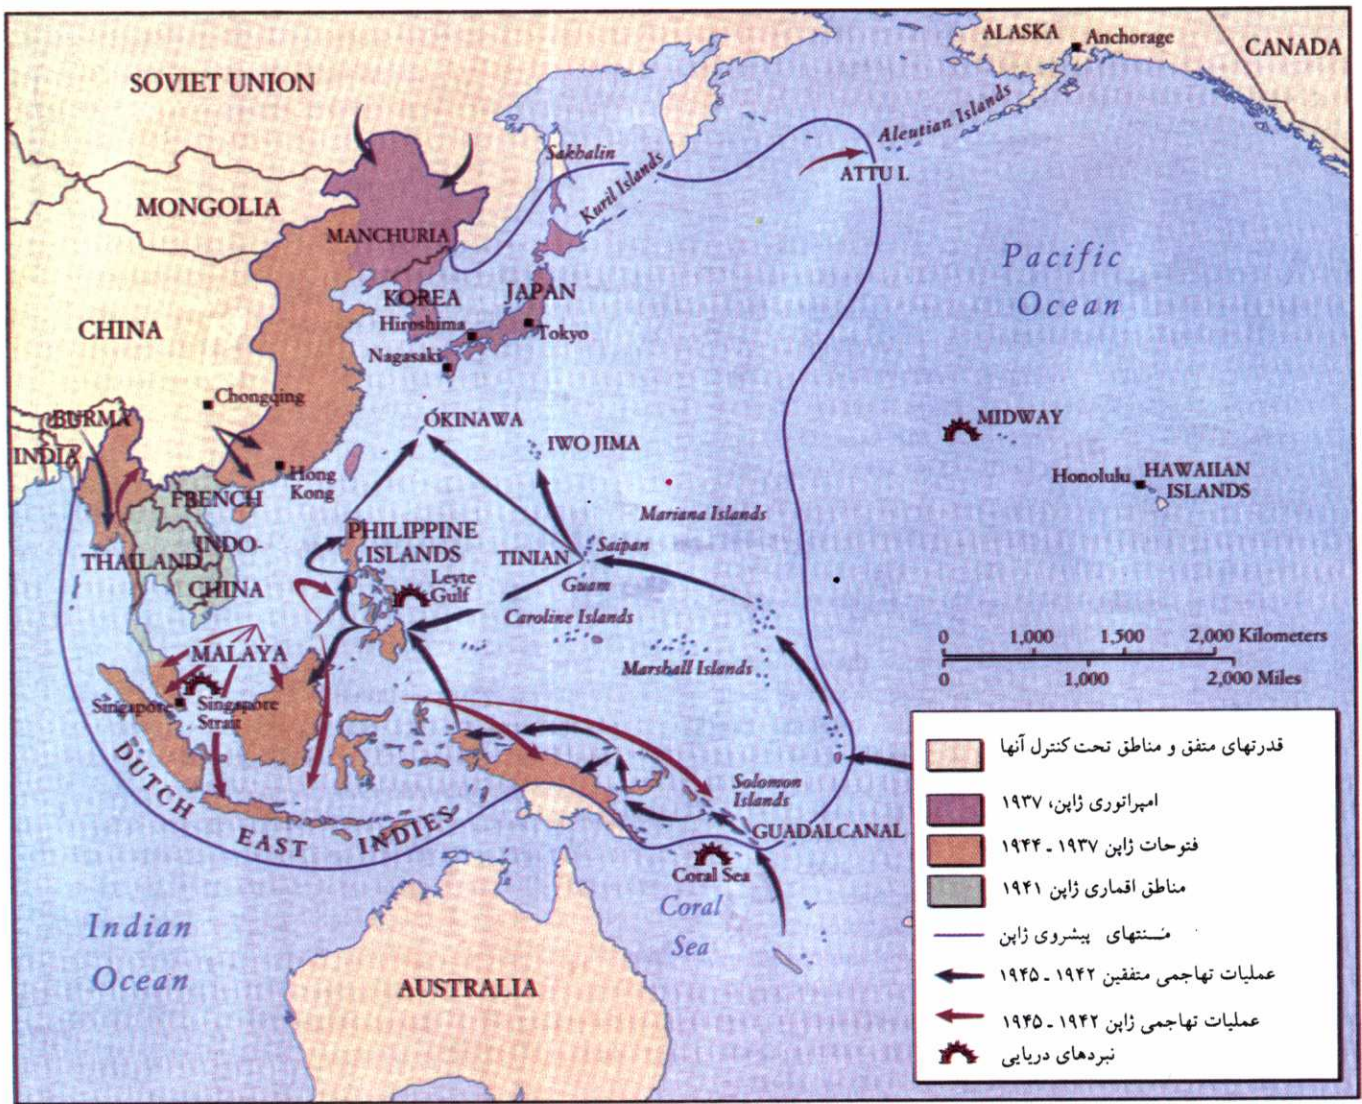 ALASKA
Anchorage
CANADA
SOVIET UNION
Aleutian Islands
Sakhalin
ATTU I.
Kuril Islands
MONGOLIA
MANCHURIA
Pacific
Ocean
KOREA
JAPAN
Hiroshima
Tokyo
CHINA
Nagasaki
Chongqing
BURMA
OKINAWA
MIDWAY
IWO JIMA
INDIA
Hong
Kong
Honolulu
HAWAIIAN
ISLANDS
FRENCH
INDO-
CHINA
Mariana Islands
PHILIPPINE
ISLANDS
TINIAN
Saipan
THAILAND
Guam
Leyte
Gulf
Caroline Islands
0 1,000 1,500 2,000 Kilometers
0 1,000 2,000 Miles
MALAYA
Marshall Islands
Singapore
Singapore
Strait
DUTCH EAST INDIES
Solomon
Islands
GUADALCANAL
Coral Sea
Coral
Sea
Indian
Ocean
AUSTRALIA
قدرتهای متفق و مناطق تحت کنترل آنها
امپراتوری ژاپن، ۱۹۳۷
فتوحات ژاپن ۱۹۳۷ ـ ۱۹۴۴
مناطق اقماری ژاپن ۱۹۴۱
پیشروی ژاپن
عملیات تهاجمی متفقین ۱۹۴۲ ـ ۱۹۴۵
عملیات تهاجمی ژاپن ۱۹۴۲ ـ ۱۹۴۵
نبردهای دریایی